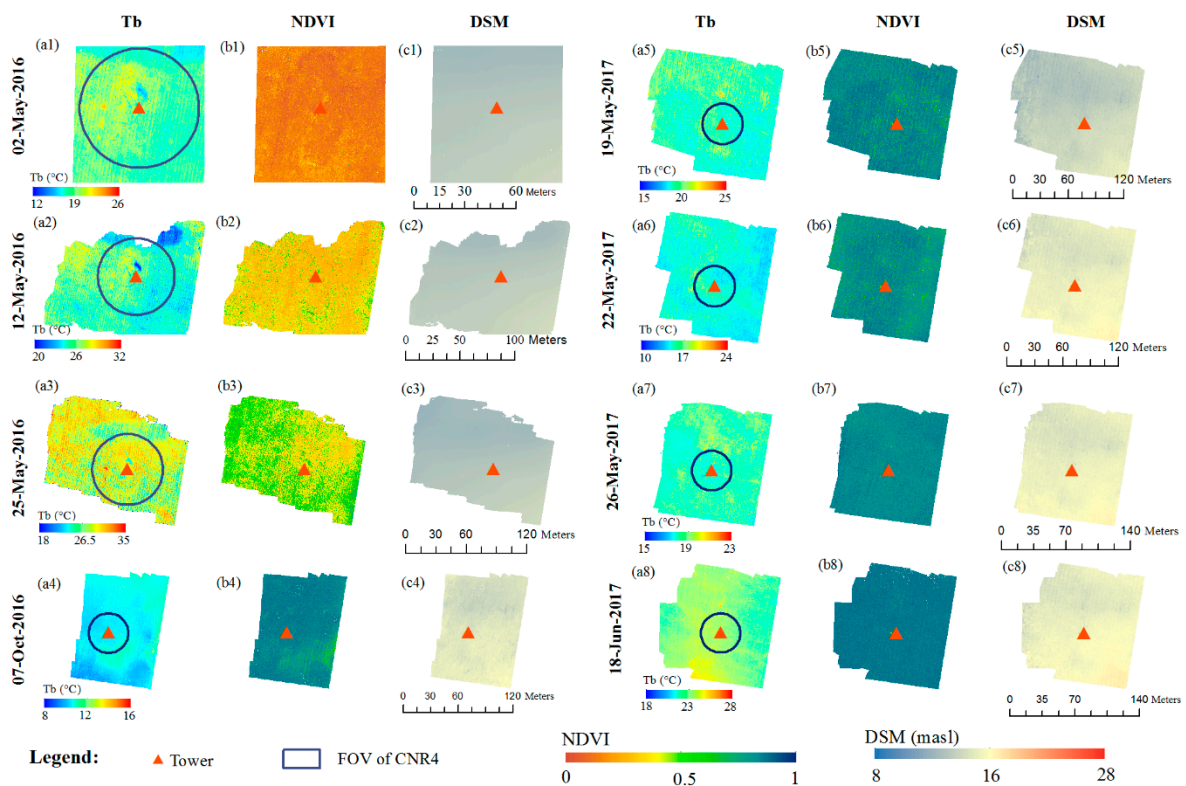 Tb NDVI DSM Tb NDVI DSM
02-May-2016
(a1) (b1) (c1)
Tb (°C)
12 19 26
0 15 30 60 Meters
19-May-2017
(a5) (b5) (c5)
Tb (°C)
15 20 25
0 30 60 120 Meters
12-May-2016
(a2) (b2) (c2)
Tb (°C)
20 26 32
0 25 50 100 Meters
22-May-2017
(a6) (b6) (c6)
Tb (°C)
10 17 24
0 30 60 120 Meters
25-May-2016
(a3) (b3) (c3)
Tb (°C)
18 26.5 35
0 30 60 120 Meters
26-May-2017
(a7) (b7) (c7)
Tb (°C)
15 19 23
0 35 70 140 Meters
07-Oct-2016
(a4) (b4) (c4)
Tb (°C)
8 12 16
0 30 60 120 Meters
18-Jun-2017
(a8) (b8) (c8)
Tb (°C)
18 23 28
0 35 70 140 Meters
Legend: Tower FOV of CNR4
NDVI
0 0.5 1
DSM (masl)
8 16 28